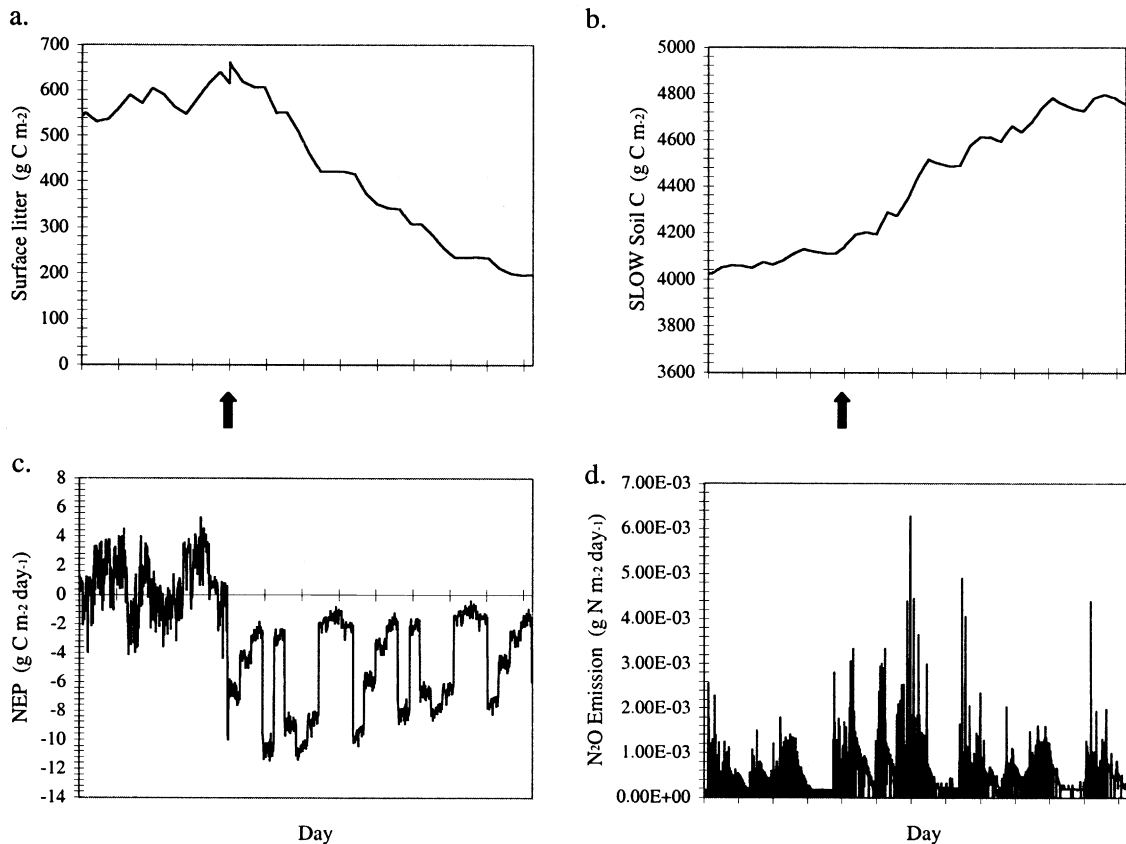 a.
700
600
500
400
300
200
100
0
Surface litter (g C m-2)
b.
5000
4800
4600
4400
4200
4000
3800
3600
SLOW Soil C (g C m-2)
c.
8
6
4
2
0
-2
-4
-6
-8
-10
-12
-14
NEP (g C m-2 day-1)
Day
d.
7.00E-03
6.00E-03
5.00E-03
4.00E-03
3.00E-03
2.00E-03
1.00E-03
0.00E+00
N2O Emission (g N m-2 day-1)
Day